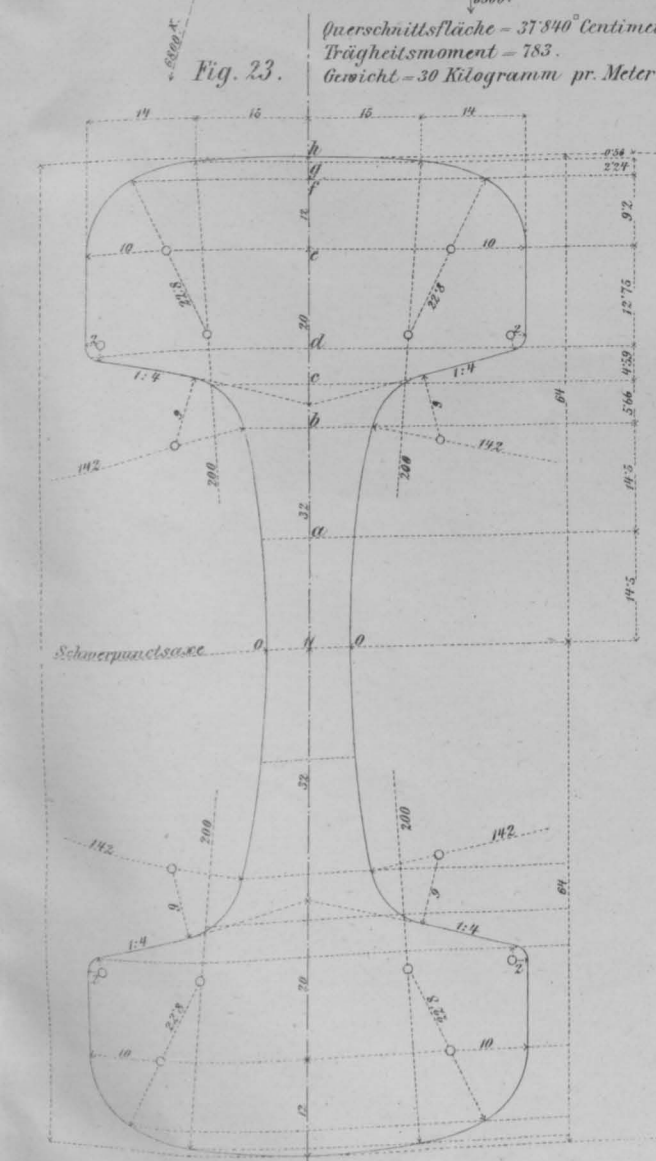 Fig. 23.
Querschnittsfläche = 37·840□ Centimet
Trägheitsmoment = 783.
Gewicht = 30 Kilogramm pr. Meter
14 15 15 14
h
0·56
g
2·24
f
12
9·2
10 e 10
22·8 22·8
12·75
20
2 d 2
1:4 c 1:4
4·59
64
9 9
5·66
b
142 142
200 200
14·5
32
a
14·5
Schwerpunctsaxe 0 11 0
32
200 200
142 142
9 9
64
1:4 1:4
2 2
20
22·8 22·8
10 10
12